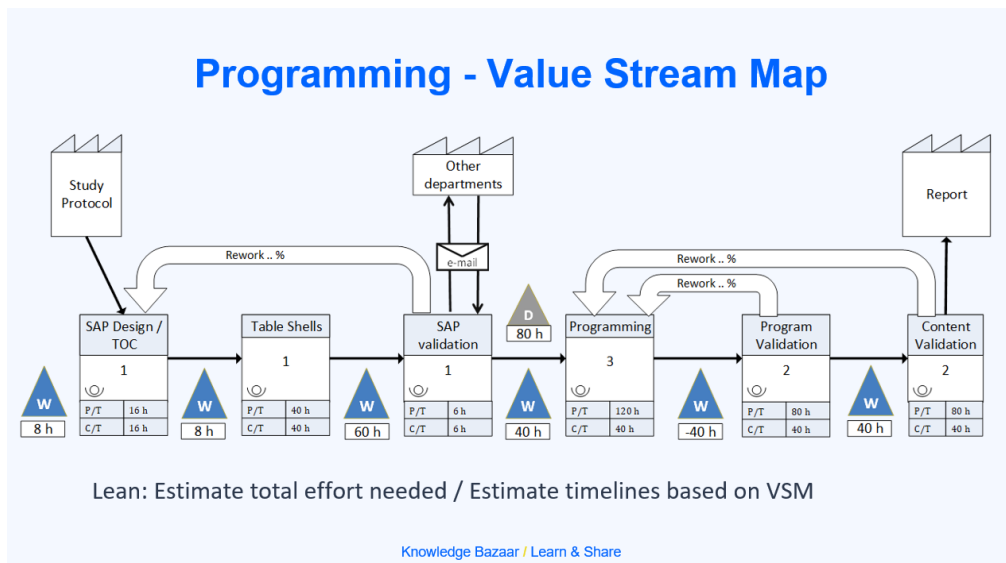 Programming - Value Stream Map
Study
Protocol
Other
departments
Report
e-mail
Rework .. %
Rework .. %
Rework .. %
D
80 h
SAP Design /
TOC
1
P/T 16 h
C/T 16 h
Table Shells
1
P/T 40 h
C/T 40 h
SAP
validation
1
P/T 6 h
C/T 6 h
Programming
3
P/T 120 h
C/T 40 h
Program
Validation
2
P/T 80 h
C/T 40 h
Content
Validation
2
P/T 80 h
C/T 40 h
W
8 h
W
8 h
W
60 h
W
40 h
W
-40 h
W
40 h
Lean: Estimate total effort needed / Estimate timelines based on VSM
Knowledge Bazaar / Learn & Share